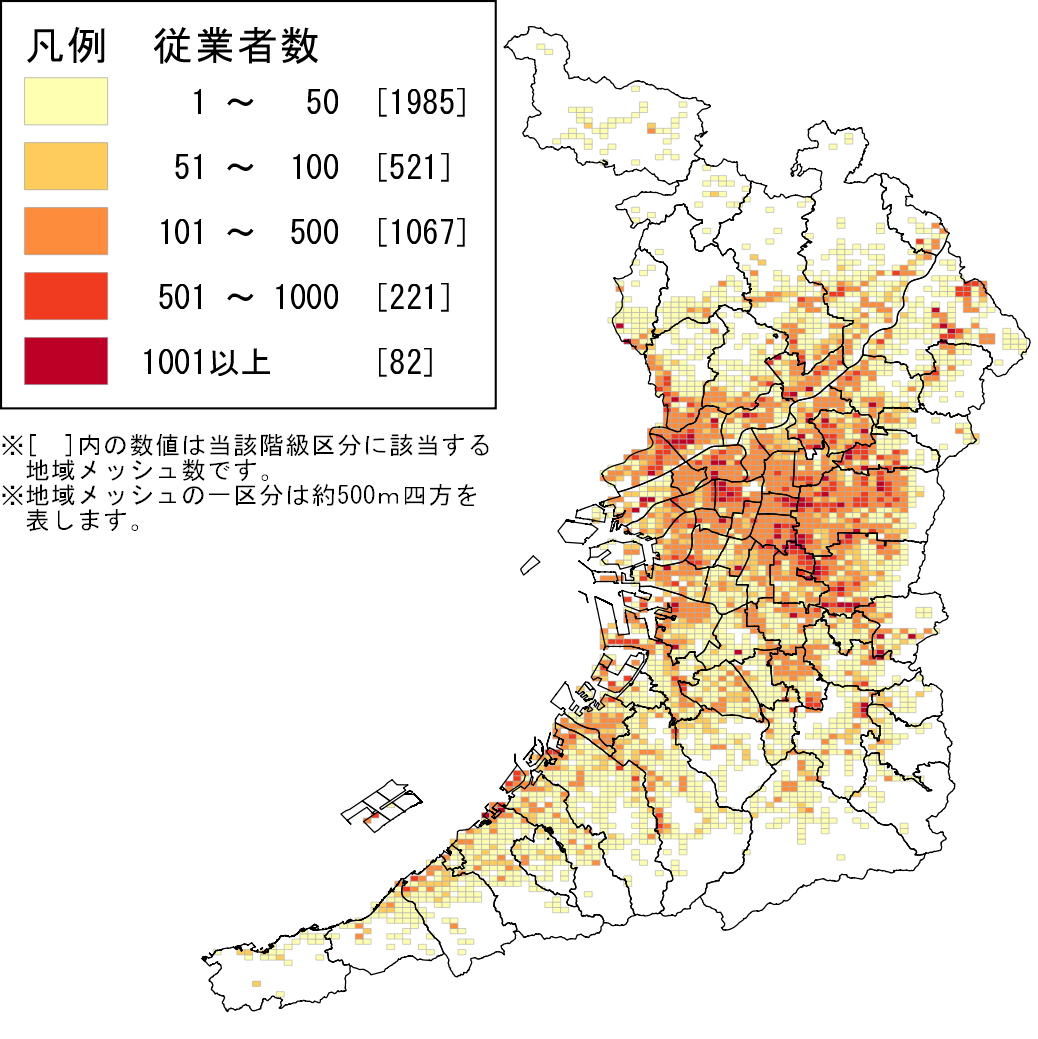 凡例 従業者数
1 ～ 50 [1985]
51 ～ 100 [521]
101 ～ 500 [1067]
501 ～ 1000 [221]
1001以上 [82]
※[ ]内の数値は当該階級区分に該当する
地域メッシュ数です。
※地域メッシュの一区分は約500ｍ四方を
表します。